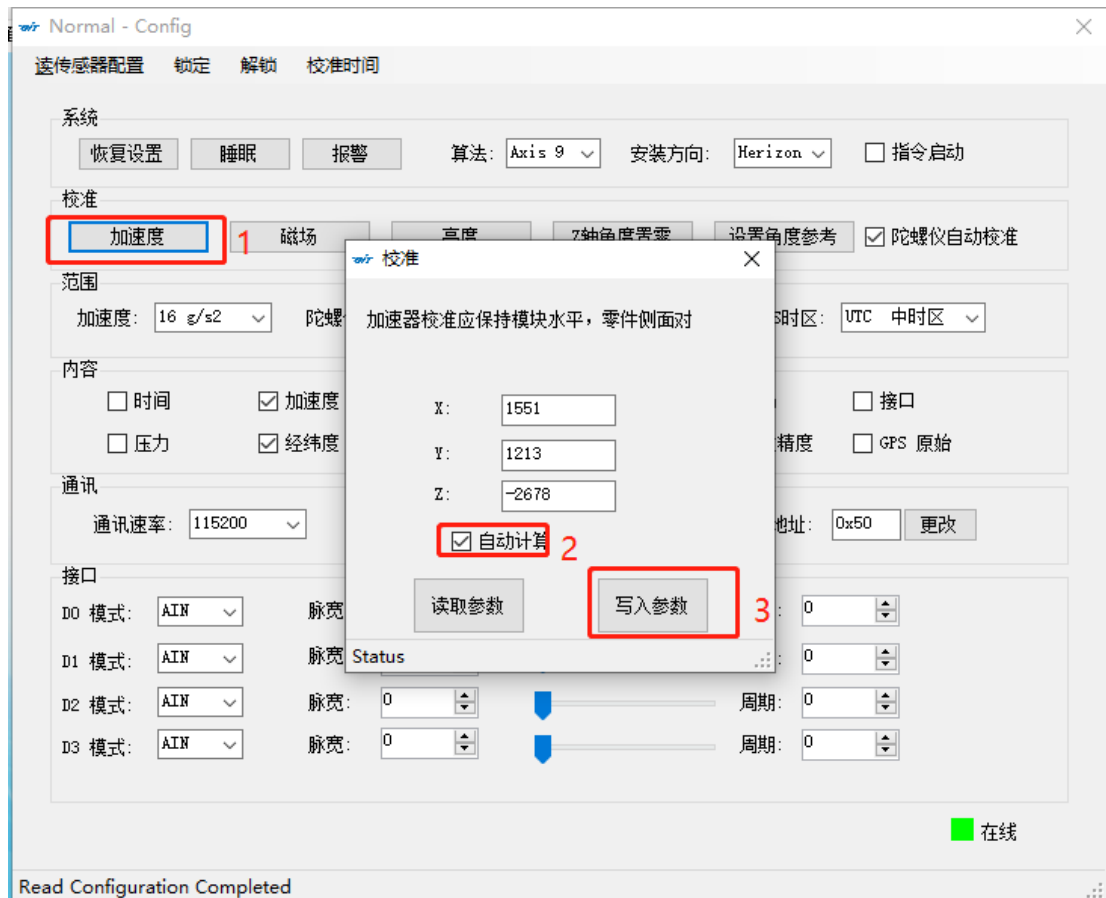 Normal - Config
读传感器配置 锁定 解锁 校准时间
系统
恢复设置 睡眠 报警 算法: Axis 9 安装方向: Herizon 指令启动
校准
加速度 1 磁场 高度 Z轴角度置零 设置角度参考 陀螺仪自动校准
校准
范围
加速度: 16 g/s2 陀螺 时区: UTC 中时区
加速器校准应保持模块水平，零件侧面对
内容
时间 加速度 接口
X: 1551
压力 经纬度 精度 GPS 原始
Y: 1213
Z: -2678
通讯
通讯速率: 115200 地址: 0x50 更改
自动计算 2
接口
D0 模式: AIN 脉宽 0
读取参数 写入参数 3
D1 模式: AIN 脉宽 0
Status
D2 模式: AIN 脉宽: 0 周期: 0
D3 模式: AIN 脉宽: 0 周期: 0
在线
Read Configuration Completed